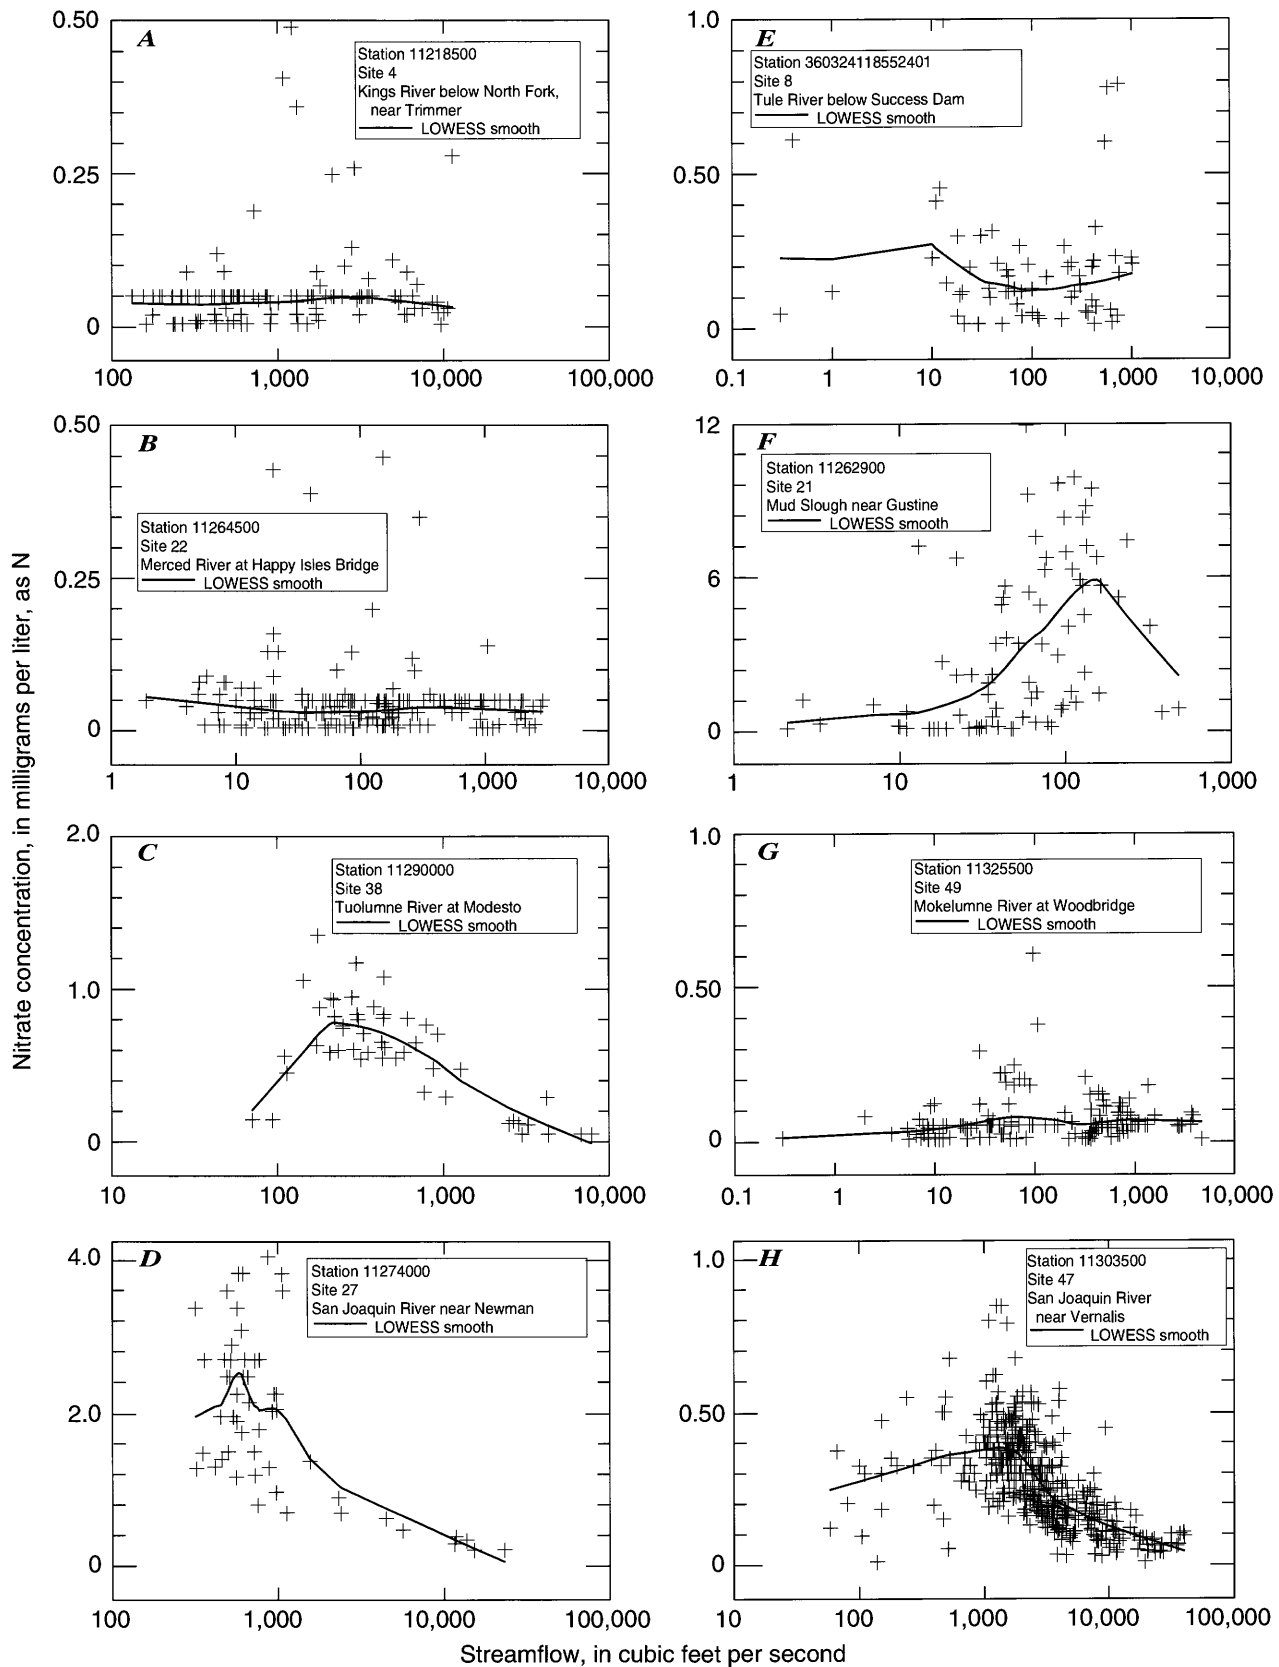 Nitrate concentration, in milligrams per liter, as N
A
0.50
0.25
0
100
1,000
10,000
100,000
Station 11218500
Site 4
Kings River below North Fork,
near Trimmer
LOWESS smooth
B
0.50
0.25
0
1
10
100
1,000
10,000
Station 11264500
Site 22
Merced River at Happy Isles Bridge
LOWESS smooth
C
2.0
1.0
0
10
100
1,000
10,000
Station 11290000
Site 38
Tuolumne River at Modesto
LOWESS smooth
D
4.0
2.0
0
100
1,000
10,000
100,000
Station 11274000
Site 27
San Joaquin River near Newman
LOWESS smooth
E
1.0
0.50
0
0.1
1
10
100
1,000
10,000
Station 360324118552401
Site 8
Tule River below Success Dam
LOWESS smooth
F
12
6
0
1
10
100
1,000
Station 11262900
Site 21
Mud Slough near Gustine
LOWESS smooth
G
1.0
0.50
0
0.1
1
10
100
1,000
10,000
Station 11325500
Site 49
Mokelumne River at Woodbridge
LOWESS smooth
H
1.0
0.50
0
10
100
1,000
10,000
100,000
Station 11303500
Site 47
San Joaquin River
near Vernalis
LOWESS smooth
Streamflow, in cubic feet per second